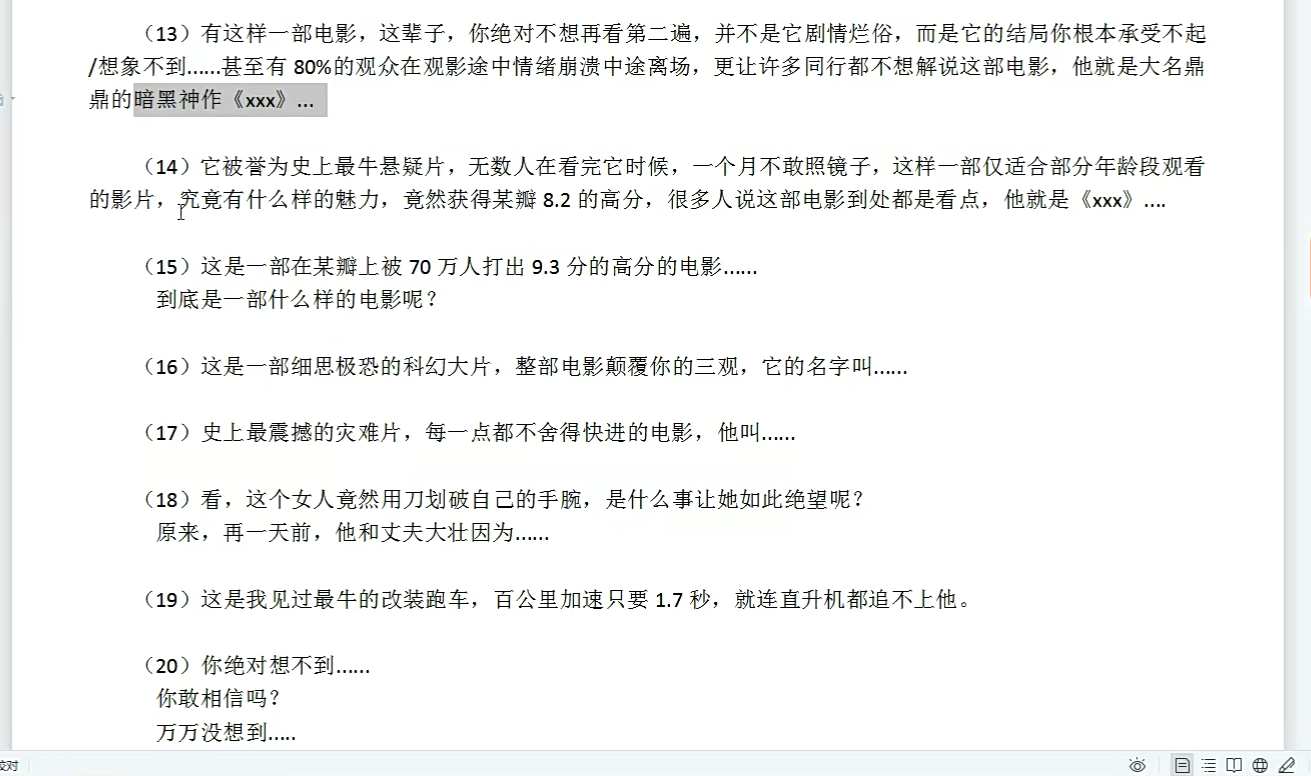 （13）有这样一部电影，这辈子，你绝对不想再看第二遍，并不是它剧情烂俗，而是它的结局你根本承受不起
/想象不到……甚至有 80%的观众在观影途中情绪崩溃中途离场，更让许多同行都不想解说这部电影，他就是大名鼎
鼎的暗黑神作《xxx》...
（14）它被誉为史上最牛悬疑片，无数人在看完它时候，一个月不敢照镜子，这样一部仅适合部分年龄段观看
的影片，究竟有什么样的魅力，竟然获得某瓣 8.2 的高分，很多人说这部电影到处都是看点，他就是《xxx》....
（15）这是一部在某瓣上被 70 万人打出 9.3 分的高分的电影……
到底是一部什么样的电影呢？
（16）这是一部细思极恐的科幻大片，整部电影颠覆你的三观，它的名字叫……
（17）史上最震撼的灾难片，每一点都不舍得快进的电影，他叫……
（18）看，这个女人竟然用刀划破自己的手腕，是什么事让她如此绝望呢？
原来，再一天前，他和丈夫大壮因为……
（19）这是我见过最牛的改装跑车，百公里加速只要 1.7 秒，就连直升机都追不上他。
（20）你绝对想不到……
你敢相信吗？
万万没想到.....
校对